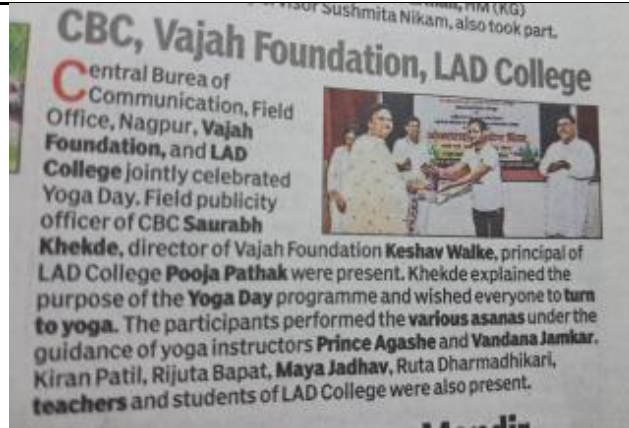 visor Sushmita Nikam, also took part.
HM (KG)
CBC, Vajah Foundation, LAD College
Central Burea of
Communication, Field
Office, Nagpur, Vajah
Foundation, and LAD
College jointly celebrated
Yoga Day. Field publicity
officer of CBC Saurabh
Khekde, director of Vajah Foundation Keshav Walke, principal of
LAD College Pooja Pathak were present. Khekde explained the
purpose of the Yoga Day programme and wished everyone to turn
to yoga. The participants performed the various asanas under the
guidance of yoga instructors Prince Agashe and Vandana Jamkar.
Kiran Patil, Rijuta Bapat, Maya Jadhav, Ruta Dharmadhikari,
teachers and students of LAD College were also present.